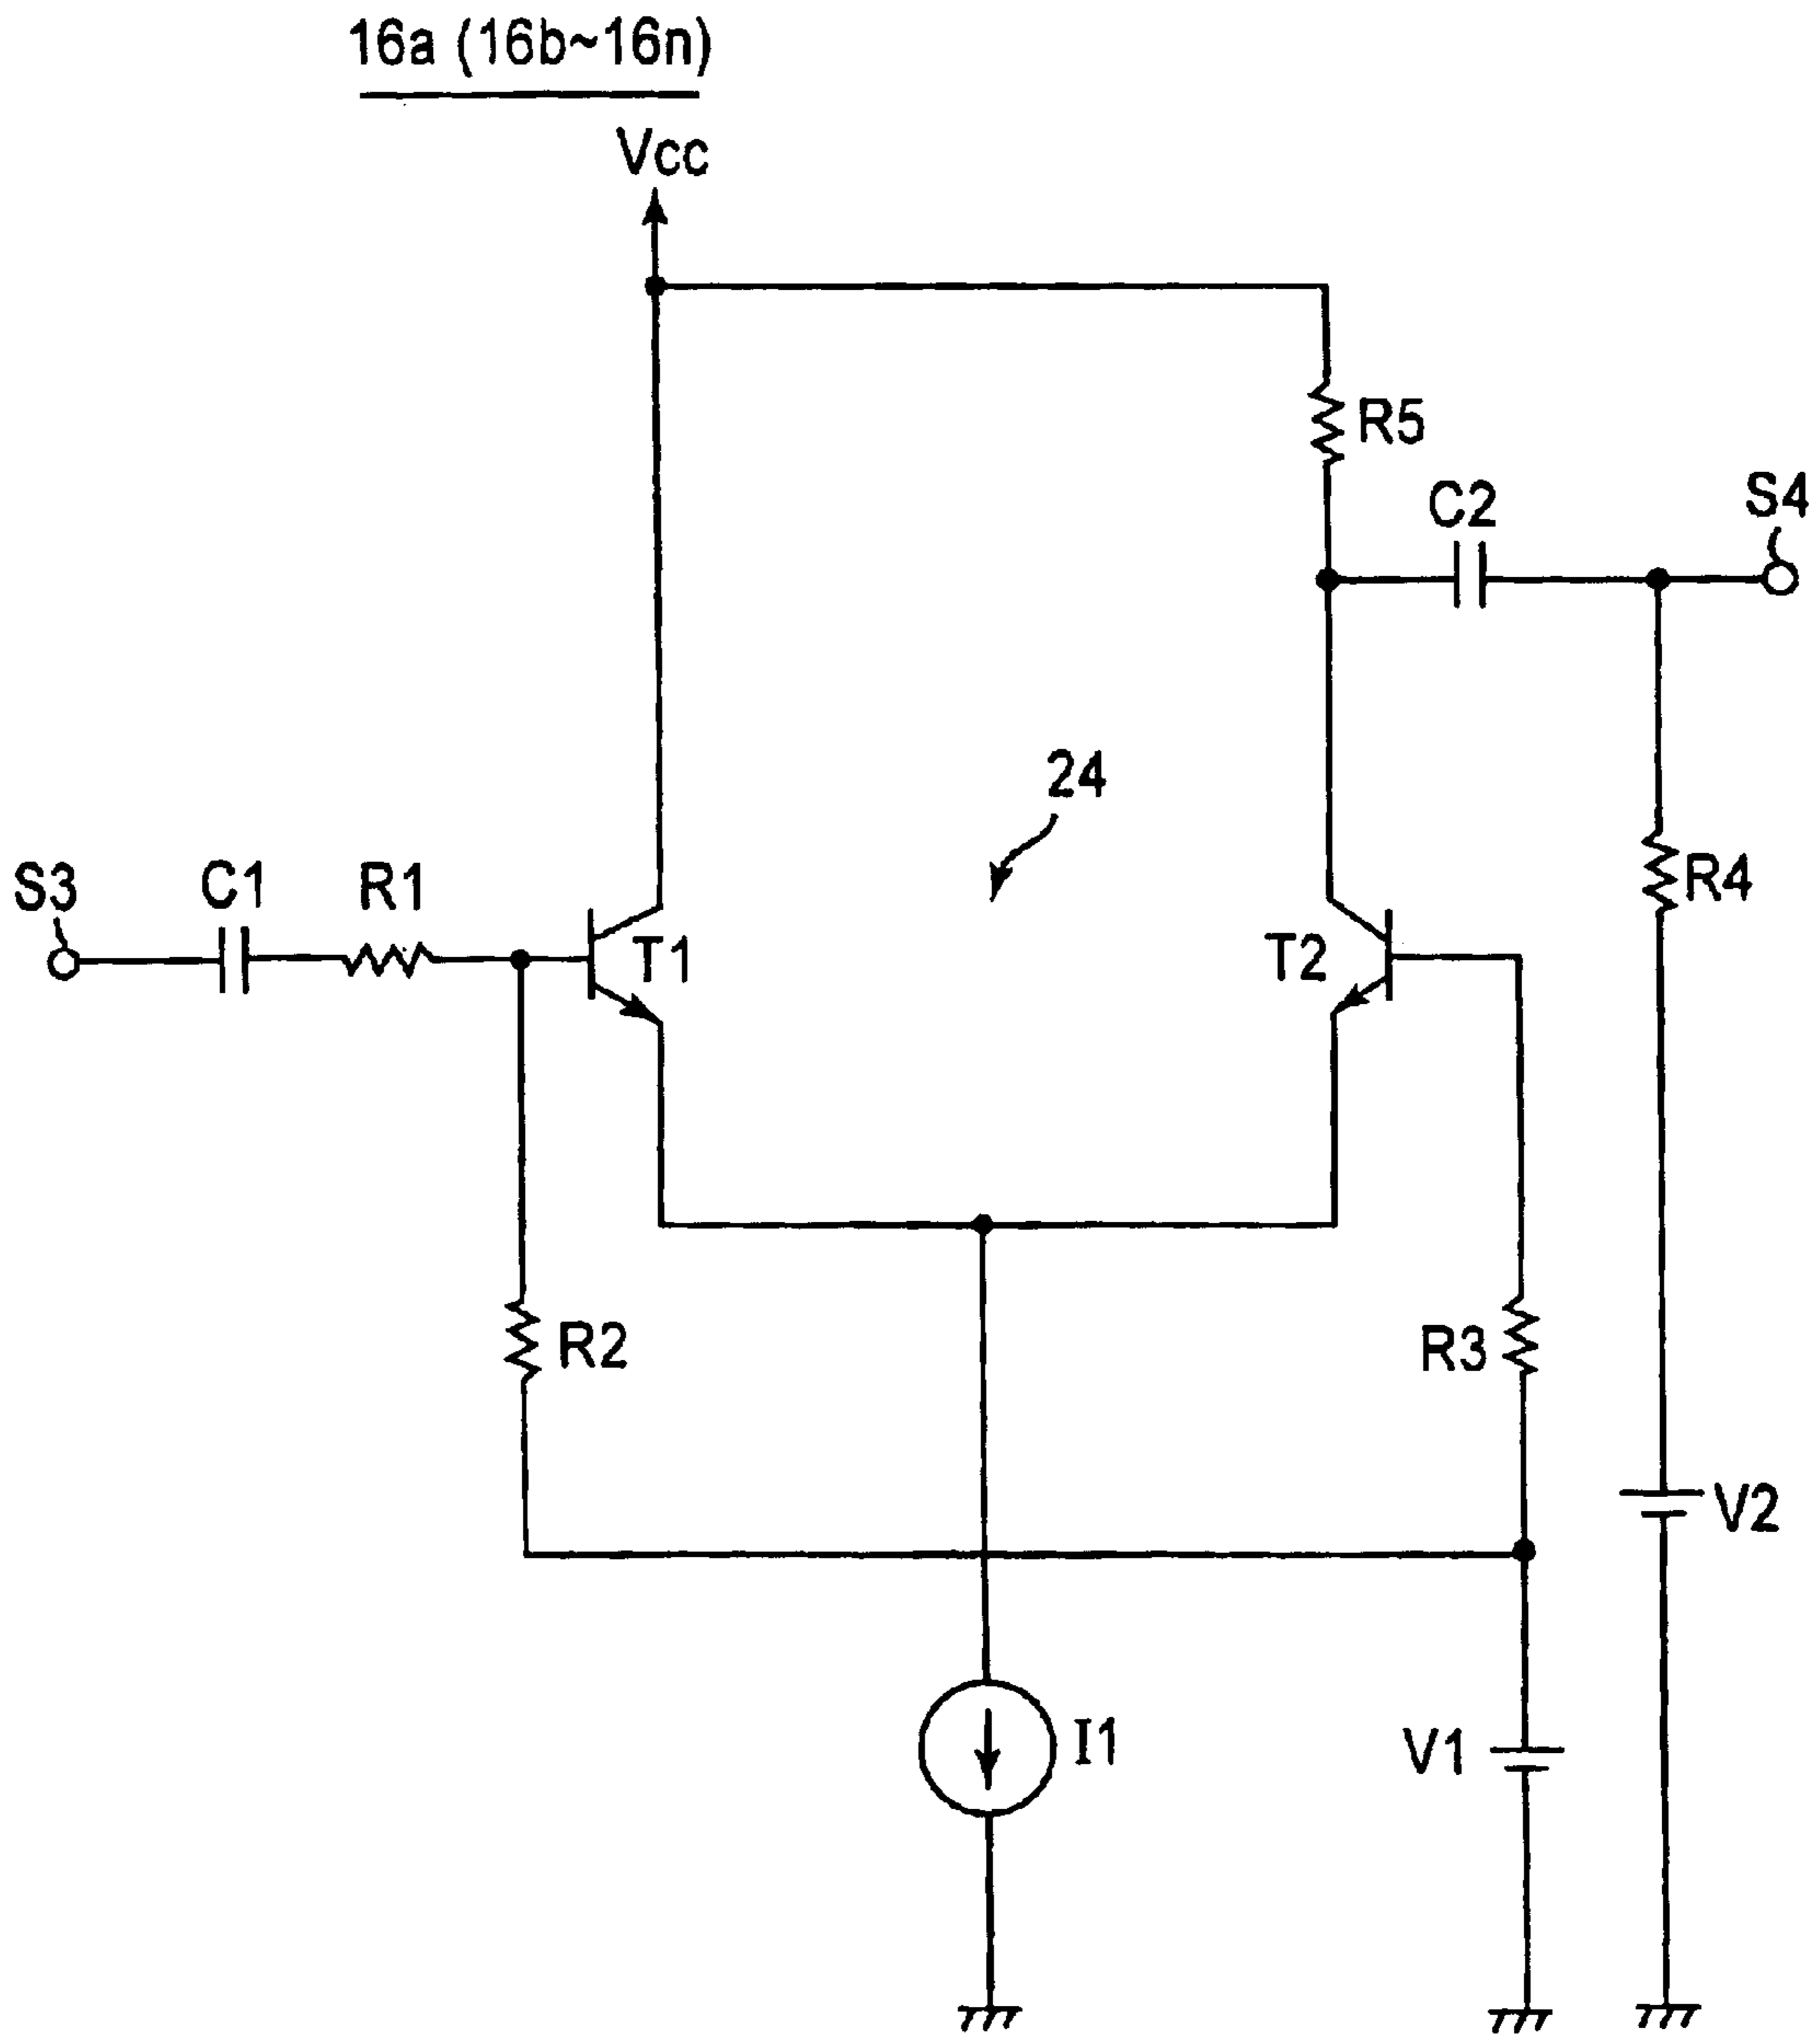 16a (16b~16n)
Vcc
R5
C2
S4
24
S3
C1
R1
T1
T2
R4
R2
R3
V2
I1
V1